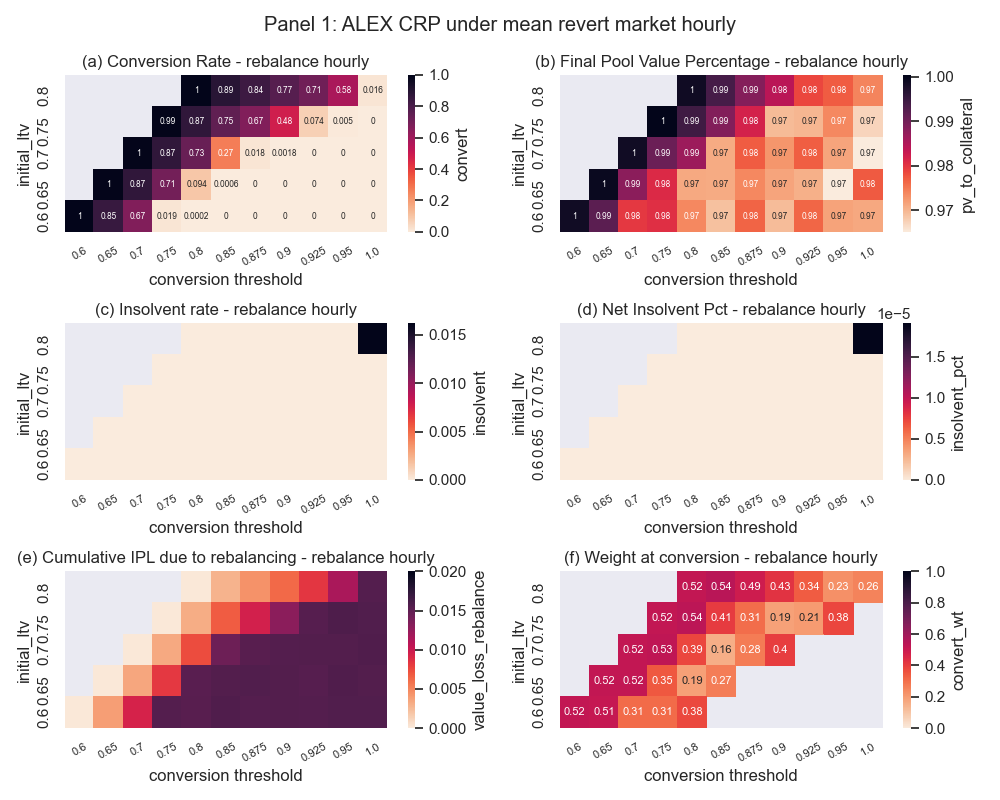 Panel 1: ALEX CRP under mean revert market hourly
(a) Conversion Rate - rebalance hourly
initial_ltv
0.8
0.75
0.7
0.65
0.6
1 0.89 0.84 0.77 0.71 0.58 0.016
0.99 0.87 0.75 0.67 0.48 0.074 0.005 0
1 0.87 0.73 0.27 0.018 0.0018 0 0 0
1 0.87 0.71 0.094 0.0006 0 0 0 0 0
1 0.85 0.67 0.019 0.0002 0 0 0 0 0 0
0.6 0.65 0.7 0.75 0.8 0.85 0.875 0.9 0.925 0.95 1.0
conversion threshold
1.0
0.8
0.6
0.4
0.2
0.0
convert
(b) Final Pool Value Percentage - rebalance hourly
initial_ltv
0.8
0.75
0.7
0.65
0.6
1 0.99 0.99 0.98 0.98 0.98 0.97
1 0.99 0.99 0.98 0.97 0.97 0.97 0.97
1 0.99 0.99 0.97 0.98 0.97 0.98 0.98 0.97
1 0.99 0.98 0.97 0.97 0.97 0.98 0.97 0.97 0.98
1 0.99 0.98 0.98 0.97 0.97 0.98 0.97 0.98 0.97 0.97
0.6 0.65 0.7 0.75 0.8 0.85 0.875 0.9 0.925 0.95 1.0
conversion threshold
1.00
0.99
0.98
0.97
pv_to_collateral
(c) Insolvent rate - rebalance hourly
initial_ltv
0.8
0.75
0.7
0.65
0.6
0.6 0.65 0.7 0.75 0.8 0.85 0.875 0.9 0.925 0.95 1.0
conversion threshold
0.015
0.010
0.005
0.000
insolvent
(d) Net Insolvent Pct - rebalance hourly
1e−5
initial_ltv
0.8
0.75
0.7
0.65
0.6
0.6 0.65 0.7 0.75 0.8 0.85 0.875 0.9 0.925 0.95 1.0
conversion threshold
1.5
1.0
0.5
0.0
insolvent_pct
(e) Cumulative IPL due to rebalancing - rebalance hourly
initial_ltv
0.8
0.75
0.7
0.65
0.6
0.6 0.65 0.7 0.75 0.8 0.85 0.875 0.9 0.925 0.95 1.0
conversion threshold
0.020
0.015
0.010
0.005
0.000
value_loss_rebalance
(f) Weight at conversion - rebalance hourly
initial_ltv
0.8
0.75
0.7
0.65
0.6
0.52 0.54 0.49 0.43 0.34 0.23 0.26
0.52 0.54 0.41 0.31 0.19 0.21 0.38
0.52 0.53 0.39 0.16 0.28 0.4
0.52 0.52 0.35 0.19 0.27
0.52 0.51 0.31 0.31 0.38
0.6 0.65 0.7 0.75 0.8 0.85 0.875 0.9 0.925 0.95 1.0
conversion threshold
1.0
0.8
0.6
0.4
0.2
0.0
convert_wt